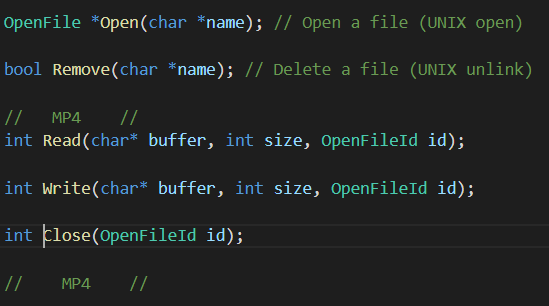 OpenFile *Open(char *name); // Open a file (UNIX open)
bool Remove(char *name); // Delete a file (UNIX unlink)
//   MP4    //
int Read(char* buffer, int size, OpenFileId id);
int Write(char* buffer, int size, OpenFileId id);
int Close(OpenFileId id);
//    MP4    //